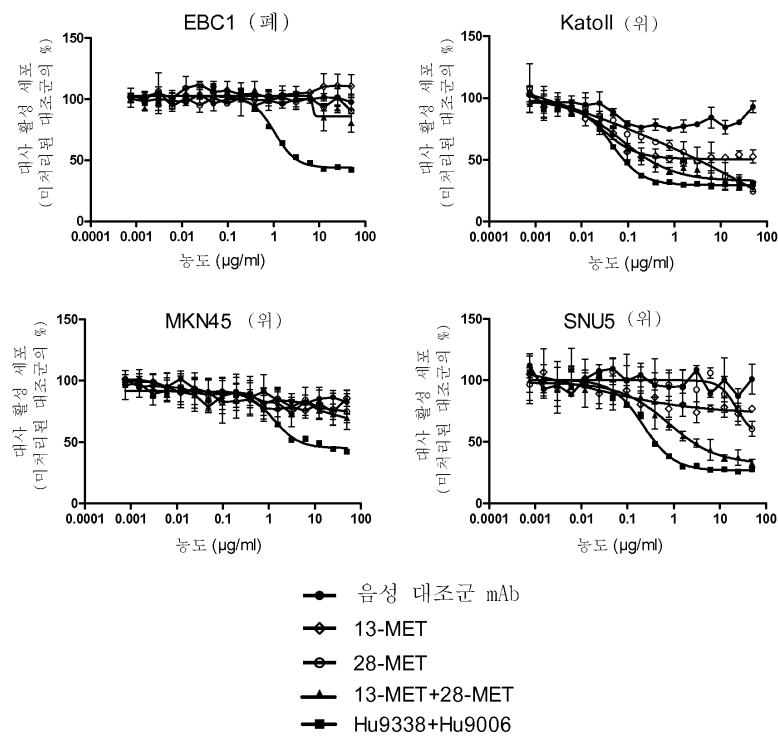 EBC1 (폐)
대사 활성 세포
(미처리된 대조군의 %)
150
100
50
0
0.0001 0.001 0.01 0.1 1 10 100
농도 (µg/ml)
KatoII (위)
대사 활성 세포
(미처리된 대조군의 %)
150
100
50
0
0.0001 0.001 0.01 0.1 1 10 100
농도 (µg/ml)
MKN45 (위)
대사 활성 세포
(미처리된 대조군의 %)
150
100
50
0
0.0001 0.001 0.01 0.1 1 10 100
농도 (µg/ml)
SNU5 (위)
대사 활성 세포
(미처리된 대조군의 %)
150
100
50
0
0.0001 0.001 0.01 0.1 1 10 100
농도 (µg/ml)
음성 대조군 mAb
13-MET
28-MET
13-MET+28-MET
Hu9338+Hu9006